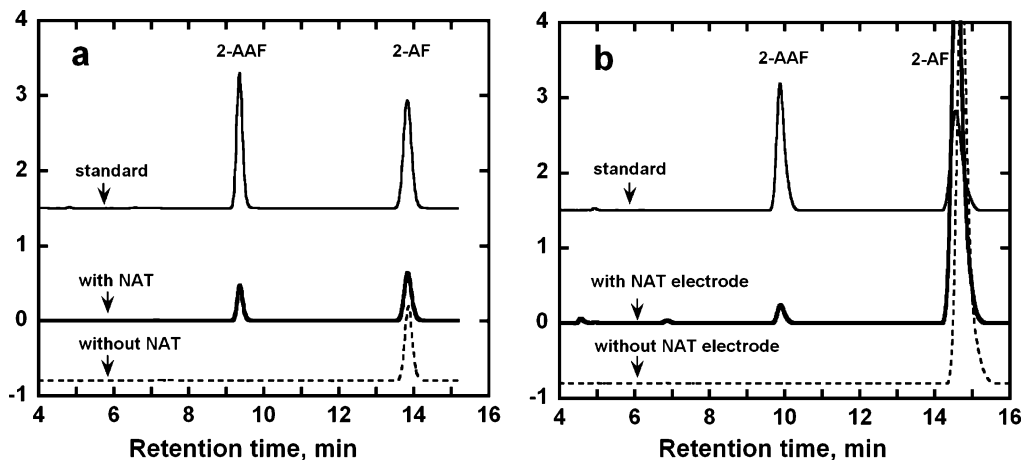 a
2-AAF 2-AF
standard
with NAT
without NAT
4
3
2
1
0
-1
4 6 8 10 12 14 16
Retention time, min
b
2-AAF 2-AF
standard
with NAT electrode
without NAT electrode
4
3
2
1
0
-1
4 6 8 10 12 14 16
Retention time, min